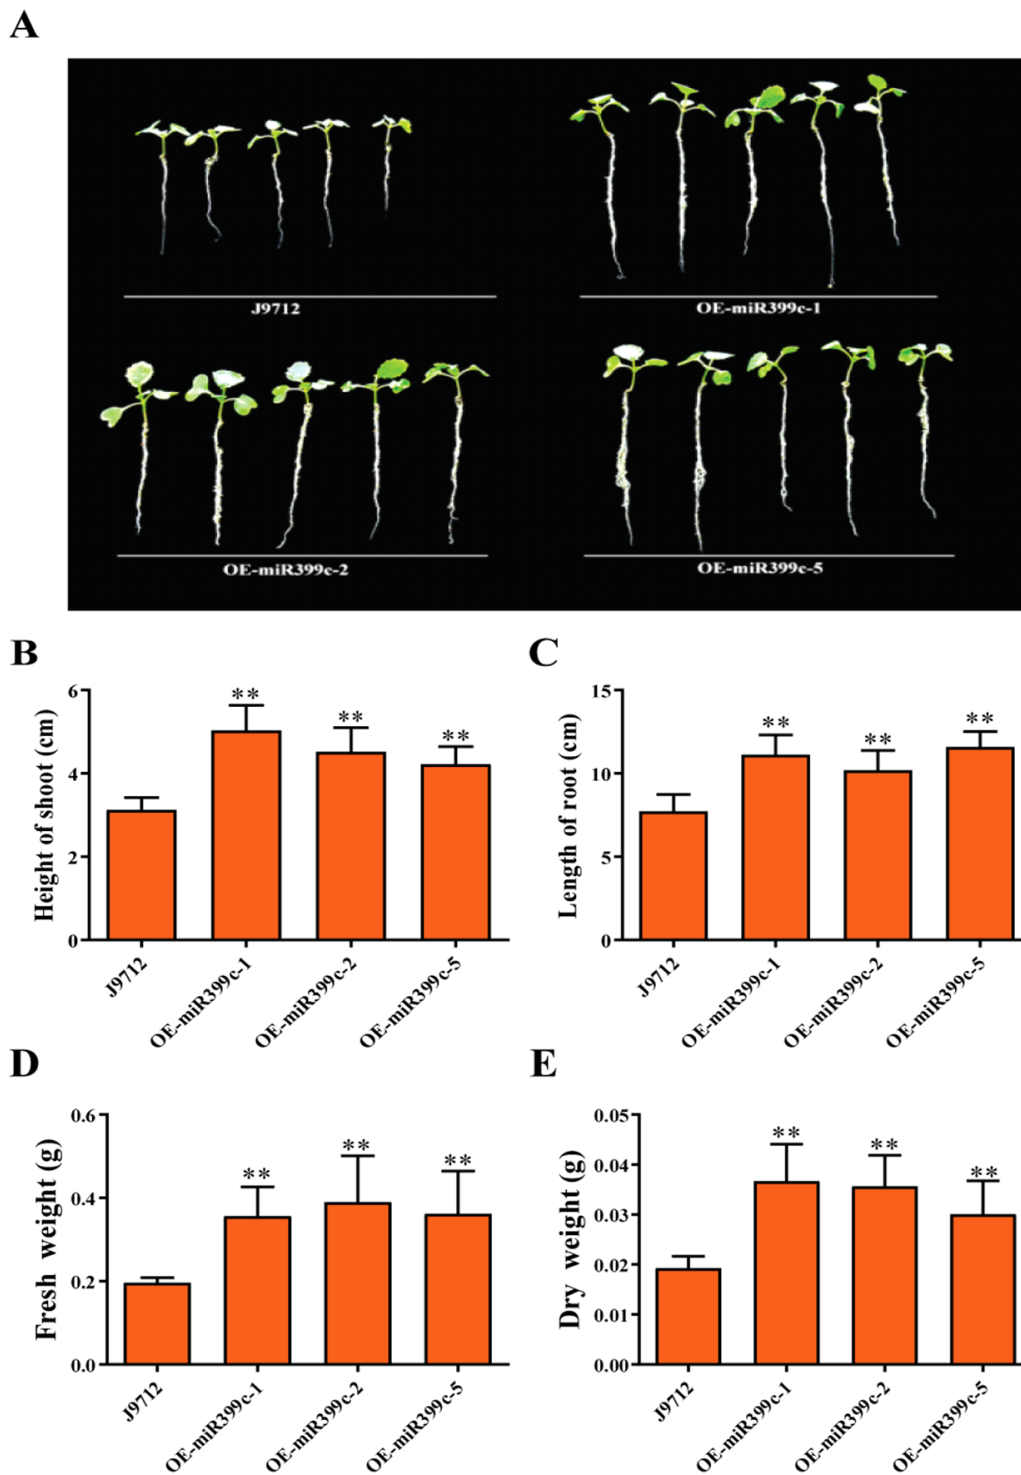 A
J9712
OE-miR399c-1
OE-miR399c-2
OE-miR399c-5
B
Height of shoot (cm)
6
4
2
0
**
**
**
J9712
OE-miR399c-1
OE-miR399c-2
OE-miR399c-5
C
Length of root (cm)
15
10
5
0
**
**
**
J9712
OE-miR399c-1
OE-miR399c-2
OE-miR399c-5
D
Fresh weight (g)
0.6
0.4
0.2
0.0
**
**
**
J9712
OE-miR399c-1
OE-miR399c-2
OE-miR399c-5
E
Dry weight (g)
0.05
0.04
0.03
0.02
0.01
0.00
**
**
**
J9712
OE-miR399c-1
OE-miR399c-2
OE-miR399c-5